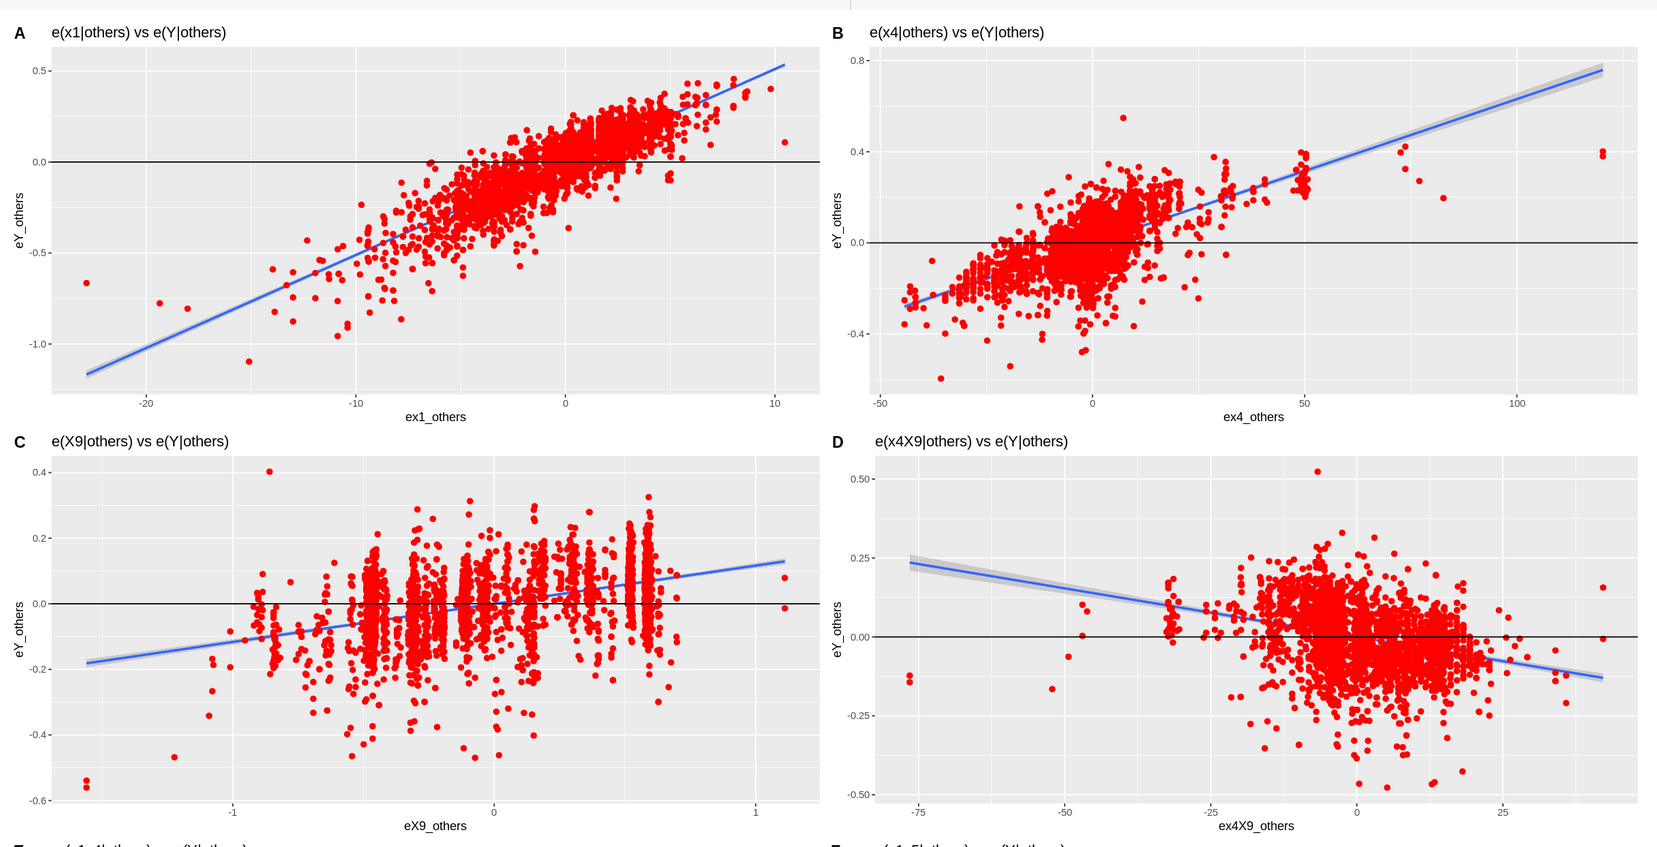 A e(x1|others) vs e(Y|others)
0.5
0.0
-0.5
-1.0
eY_others
-20 -10 0 10
ex1_others
B e(x4|others) vs e(Y|others)
0.8
0.4
0.0
-0.4
eY_others
-50 0 50 100
ex4_others
C e(X9|others) vs e(Y|others)
0.4
0.2
0.0
-0.2
-0.4
-0.6
eY_others
-1 0 1
eX9_others
D e(x4X9|others) vs e(Y|others)
0.50
0.25
0.00
-0.25
-0.50
eY_others
-75 -50 -25 0 25
ex4X9_others